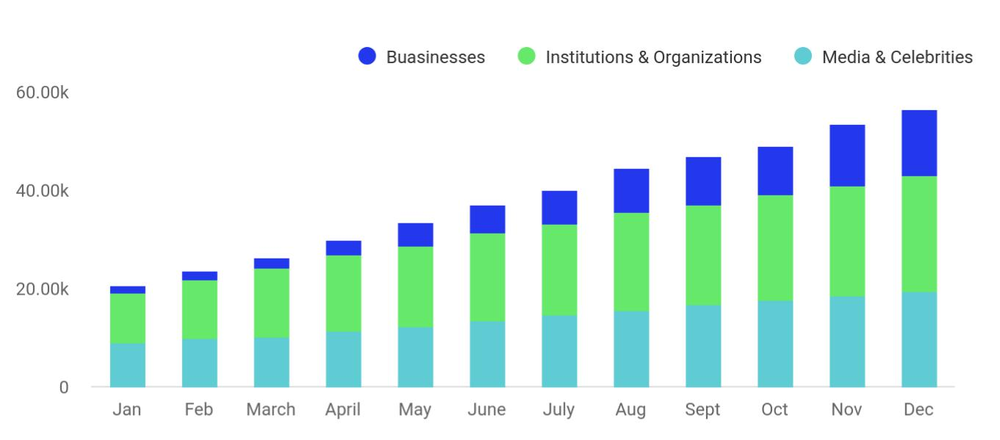 Buasinesses Institutions & Organizations Media & Celebrities
60.00k
40.00k
20.00k
0
Jan Feb March April May June July Aug Sept Oct Nov Dec